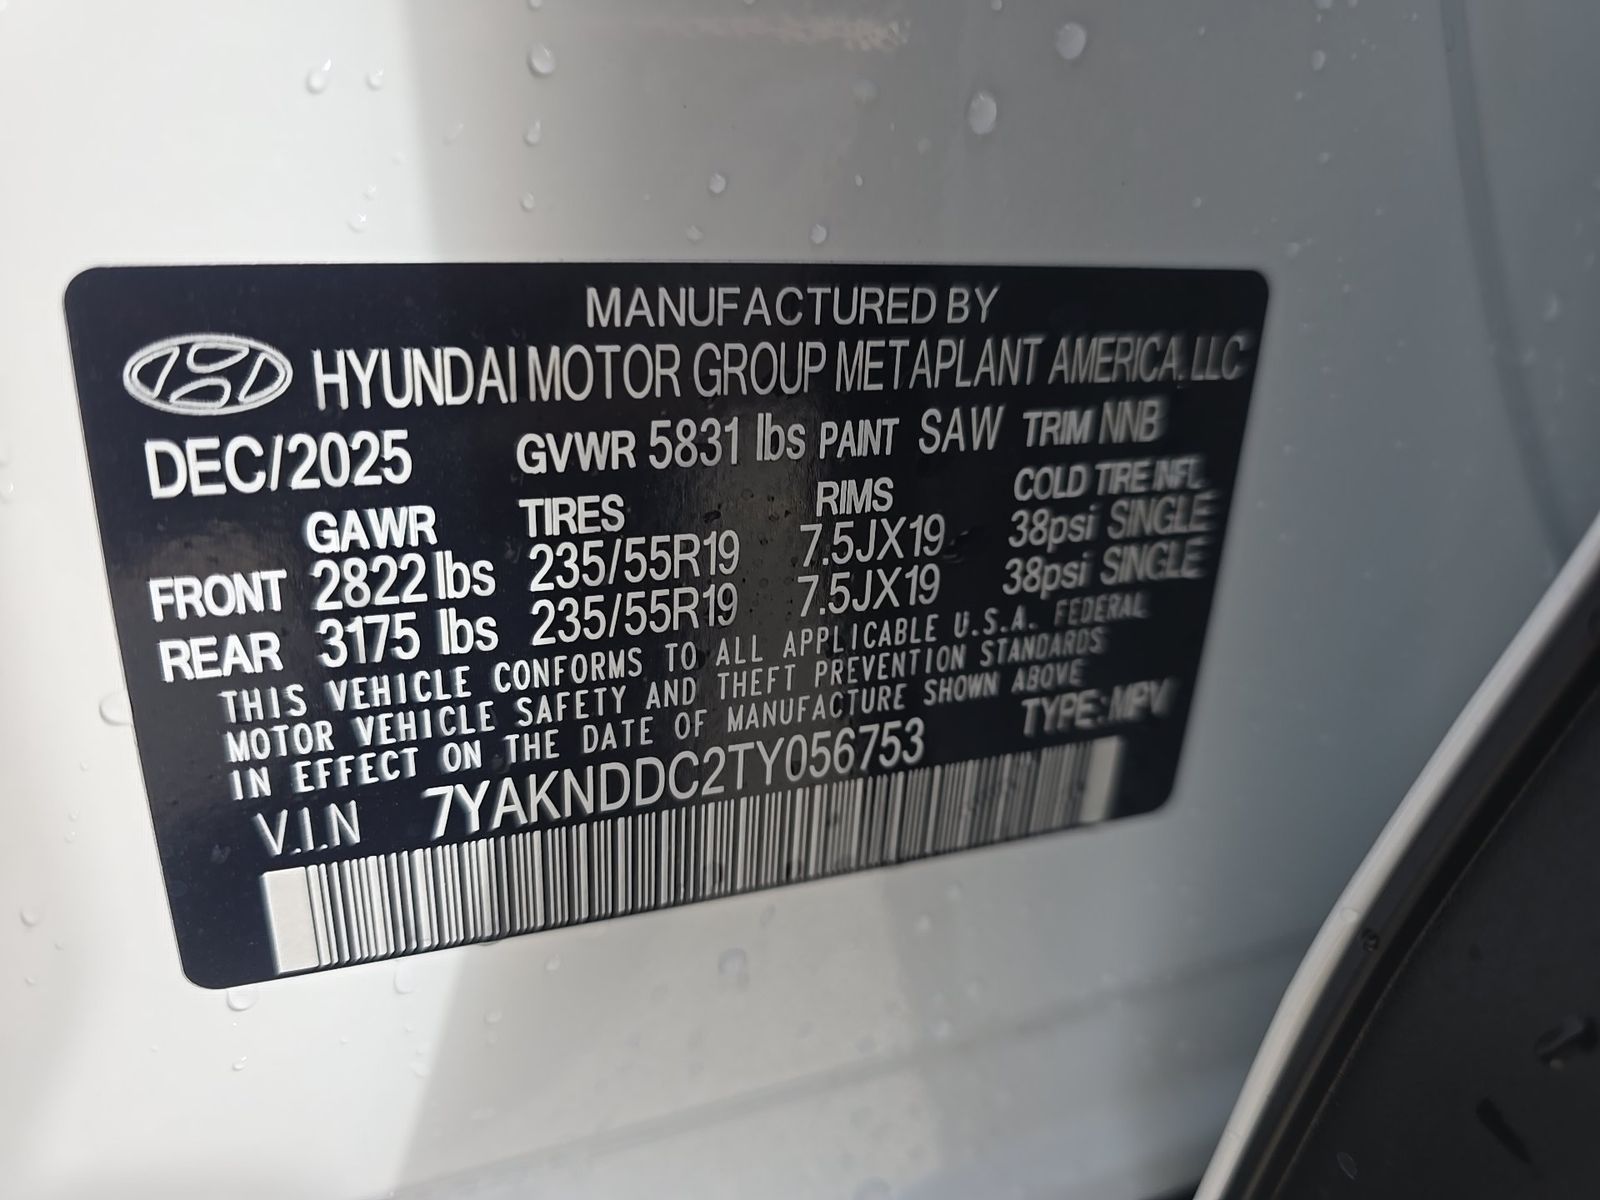 MANUFACTURED BY
HYUNDAI MOTOR GROUP METAPLANT AMERICA, LLC
DEC/2025 GVWR 5831 lbs PAINT SAW TRIM NNB
GAWR TIRES RIMS COLD TIRE INFL.
FRONT 2822 lbs 235/55R19 7.5JX19 38psi SINGLE
REAR 3175 lbs 235/55R19 7.5JX19 38psi SINGLE
THIS VEHICLE CONFORMS TO ALL APPLICABLE U.S.A. FEDERAL
MOTOR VEHICLE SAFETY AND THEFT PREVENTION STANDARDS
IN EFFECT ON THE DATE OF MANUFACTURE SHOWN ABOVE
V.I.N 7YAKNDDC2TY056753 TYPE:MPV